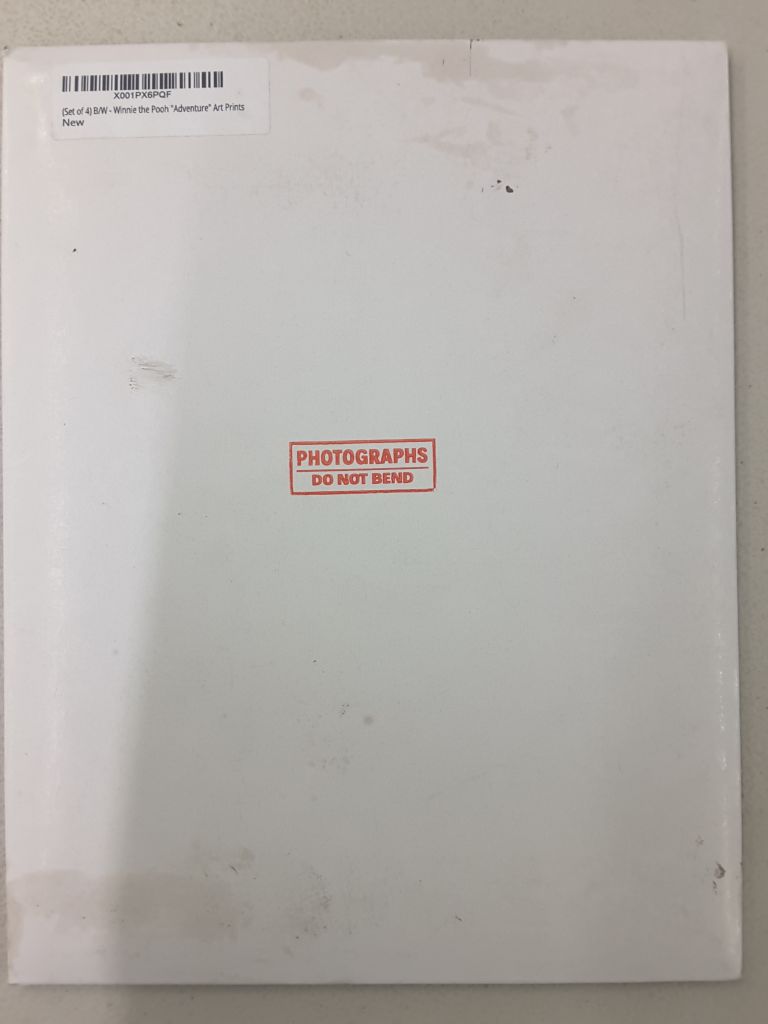 X001PX6PQF
(Set of 4) B/W - Winnie the Pooh "Adventure" Art Prints
New
PHOTOGRAPHS
DO NOT BEND